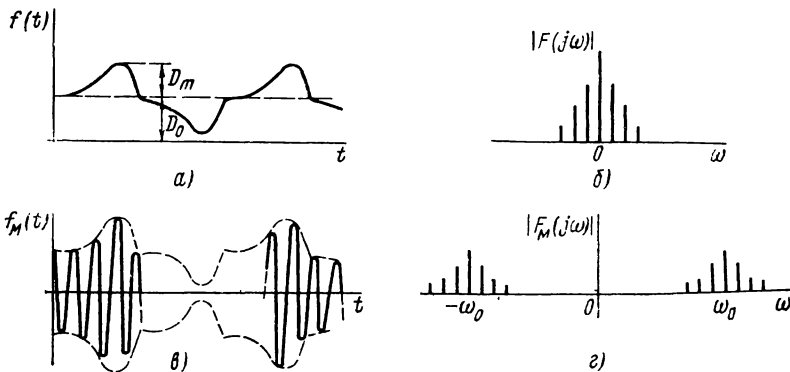 f(t)
D_m
D_0
t
а)
|F(jω)|
0
ω
б)
f_M(t)
t
в)
|F_M(jω)|
-ω_0
0
ω_0
ω
г)